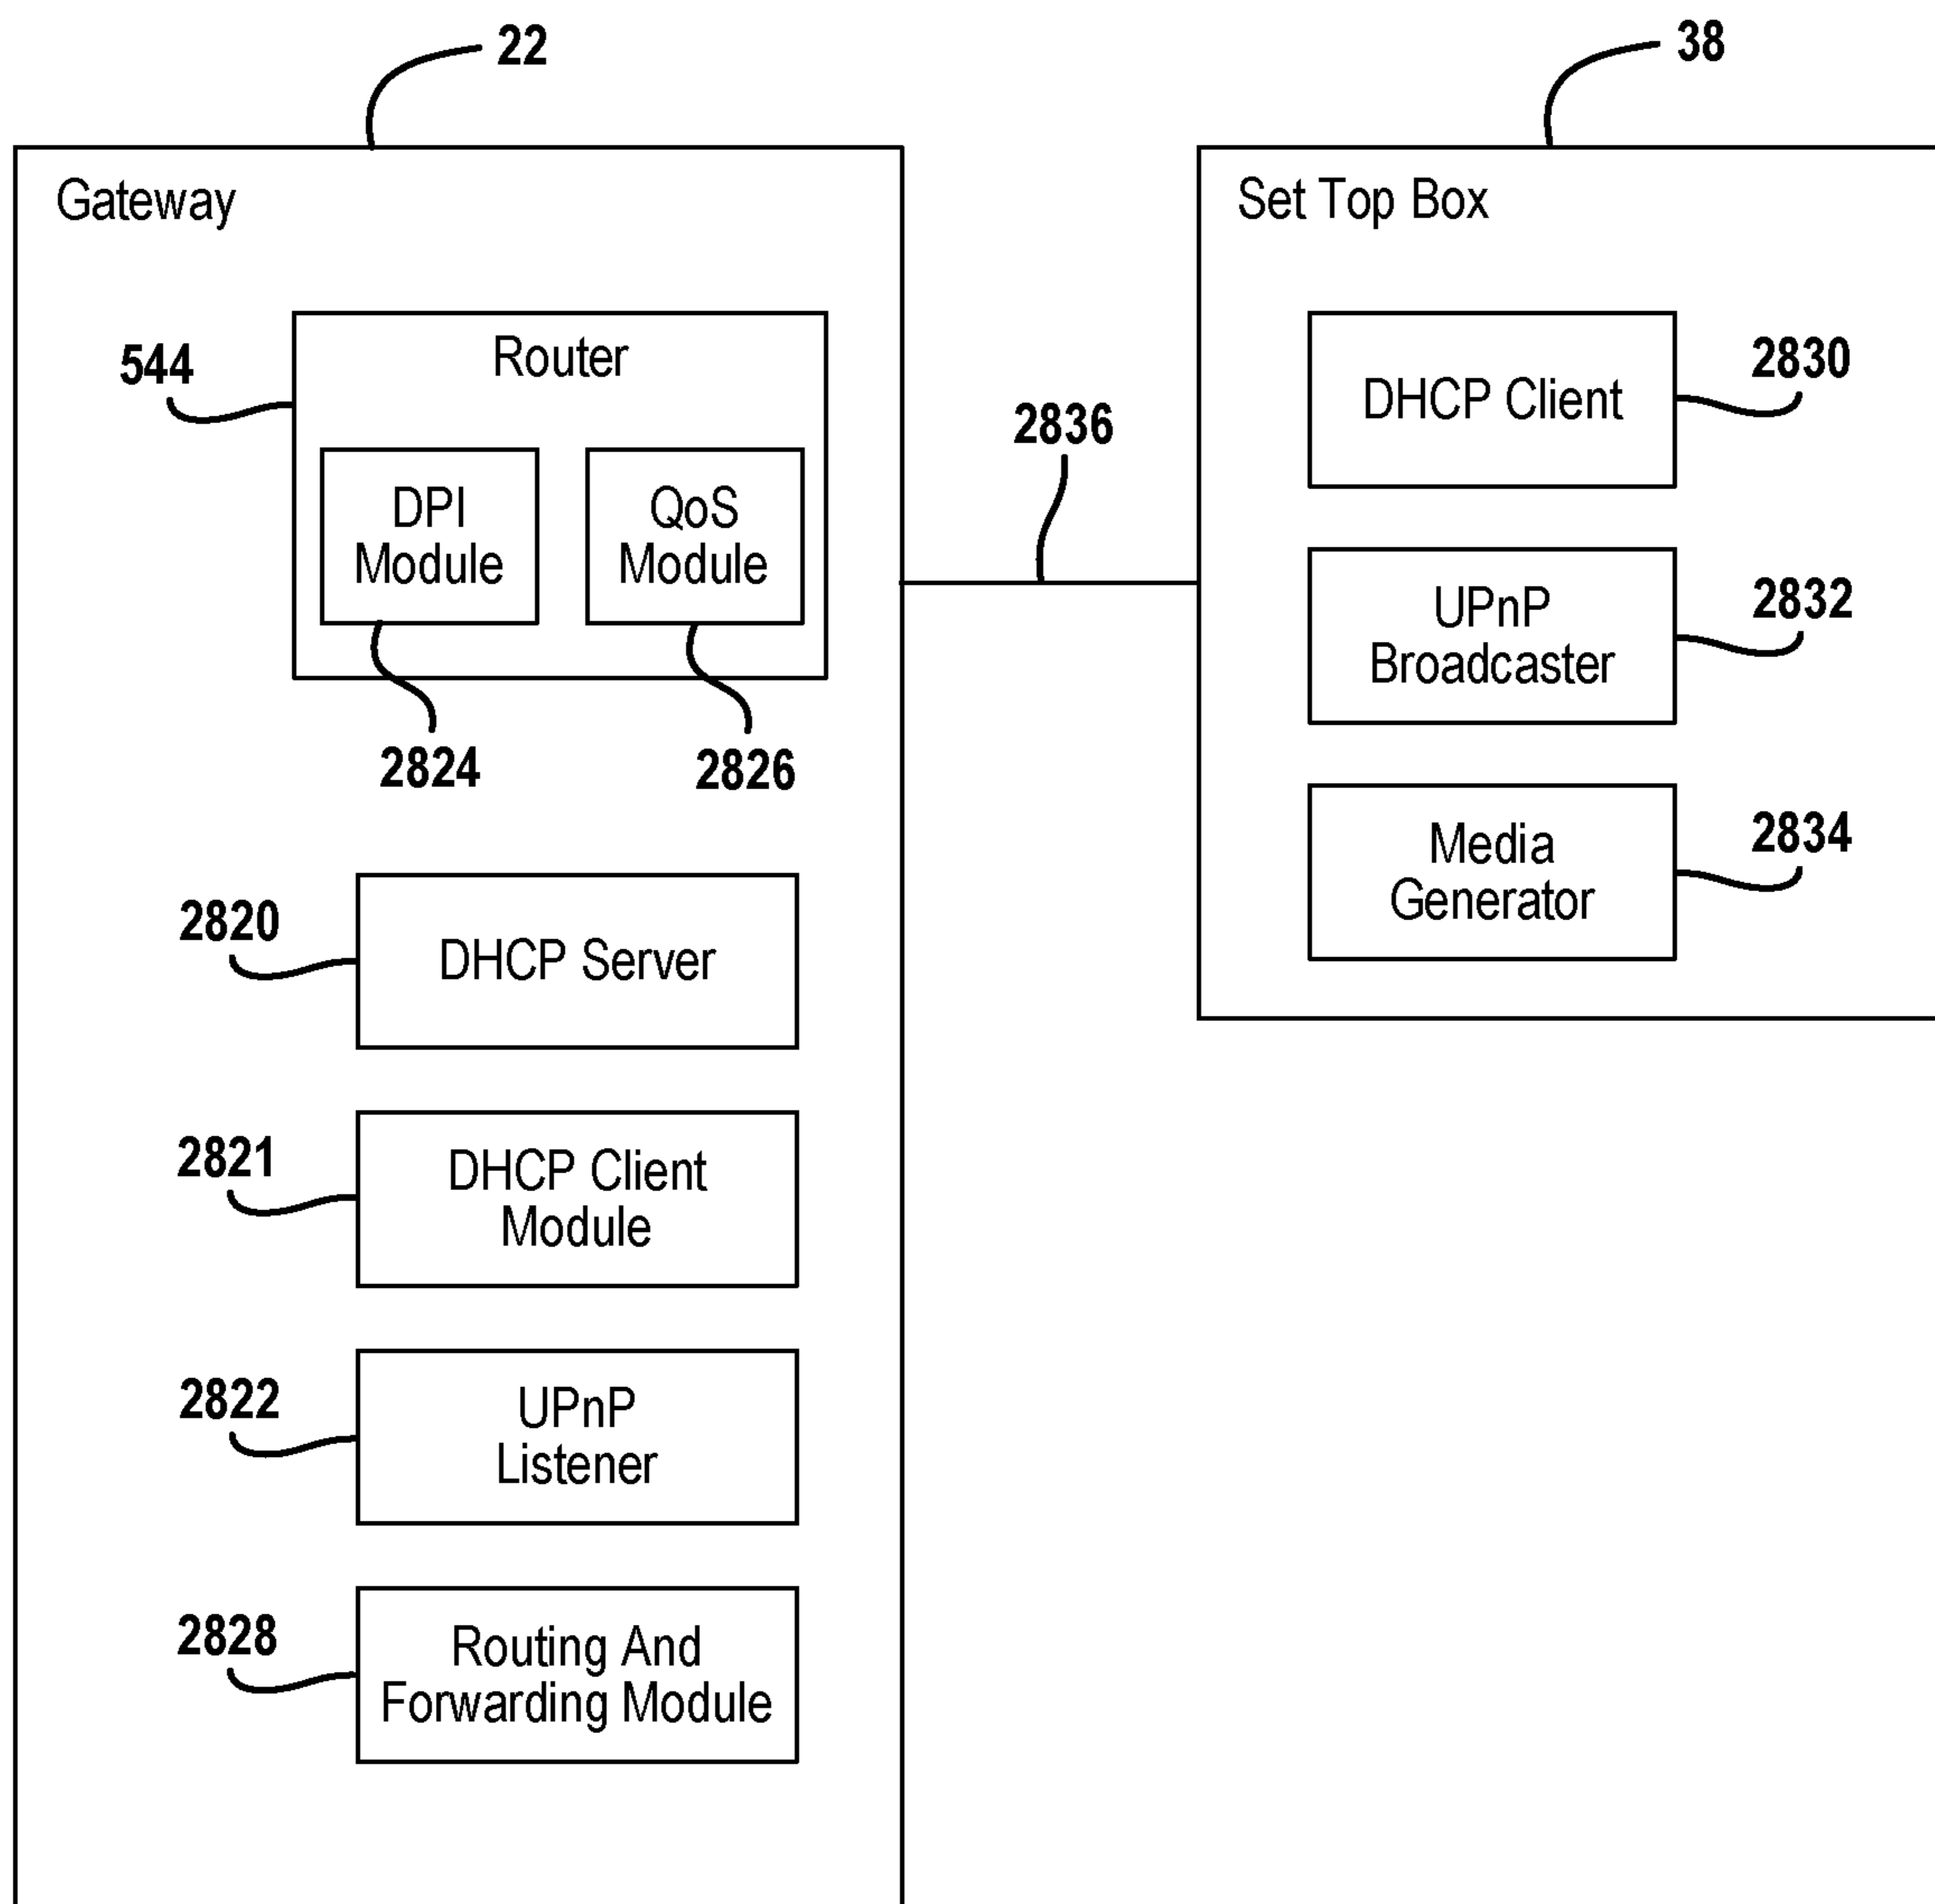 22
38
Gateway
Set Top Box
544
Router
DPI
Module
QoS
Module
2824
2826
2836
DHCP Client
2830
UPnP
Broadcaster
2832
Media
Generator
2834
2820
DHCP Server
2821
DHCP Client
Module
2822
UPnP
Listener
2828
Routing And
Forwarding Module